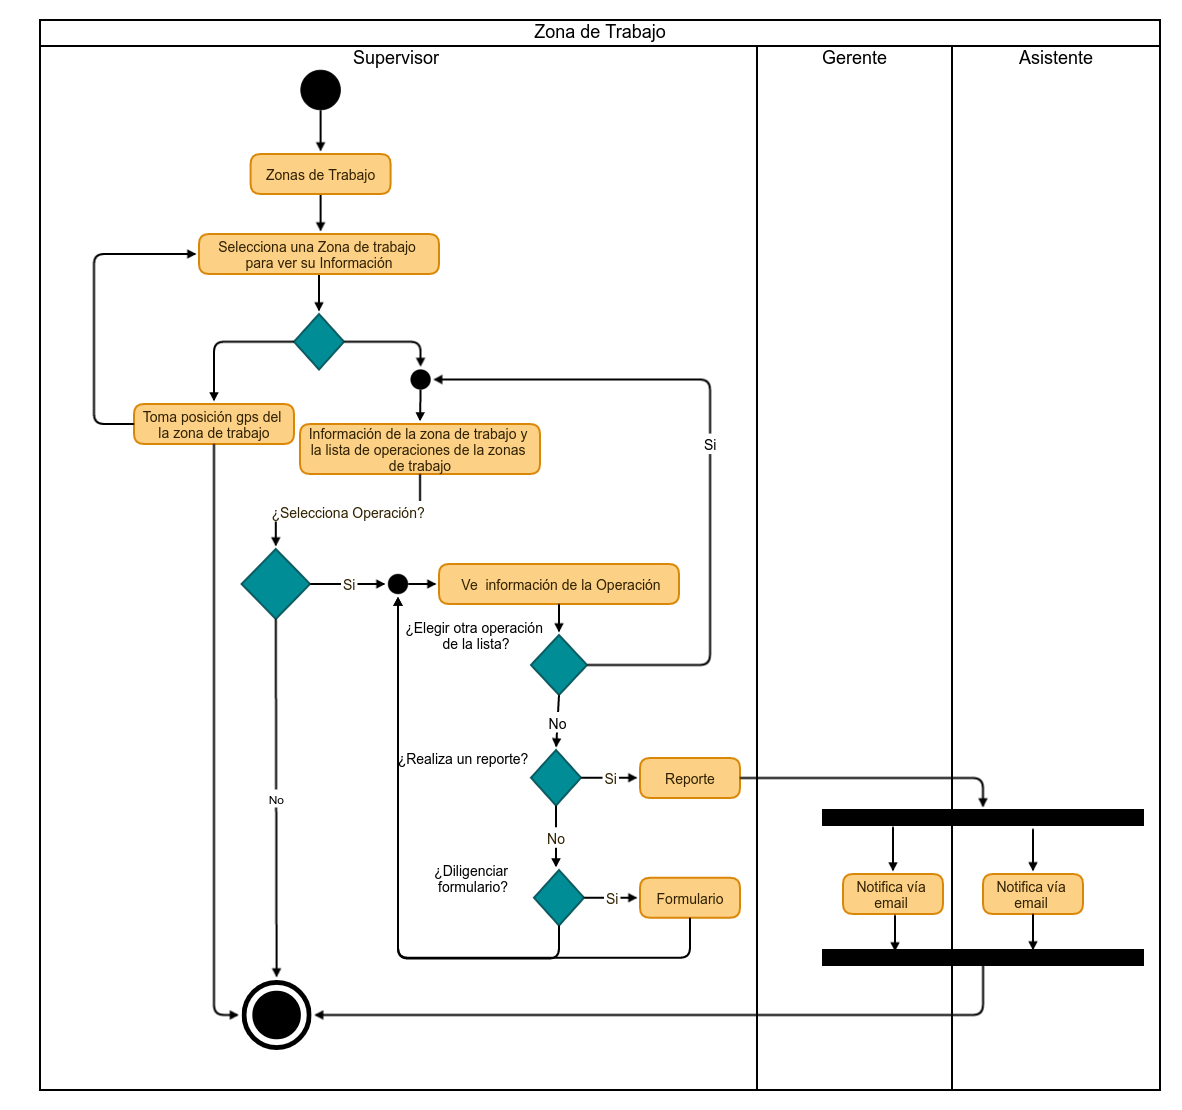 Zona de Trabajo
Supervisor
Gerente
Asistente
Zonas de Trabajo
Selecciona una Zona de trabajo
para ver su Información
Toma posición gps del
la zona de trabajo
Información de la zona de trabajo y
la lista de operaciones de la zonas
de trabajo
Si
¿Selecciona Operación?
Si
Ve información de la Operación
¿Elegir otra operación
de la lista?
No
¿Realiza un reporte?
Si
Reporte
No
No
¿Diligenciar
formulario?
Si
Formulario
Notifica vía
email
Notifica vía
email